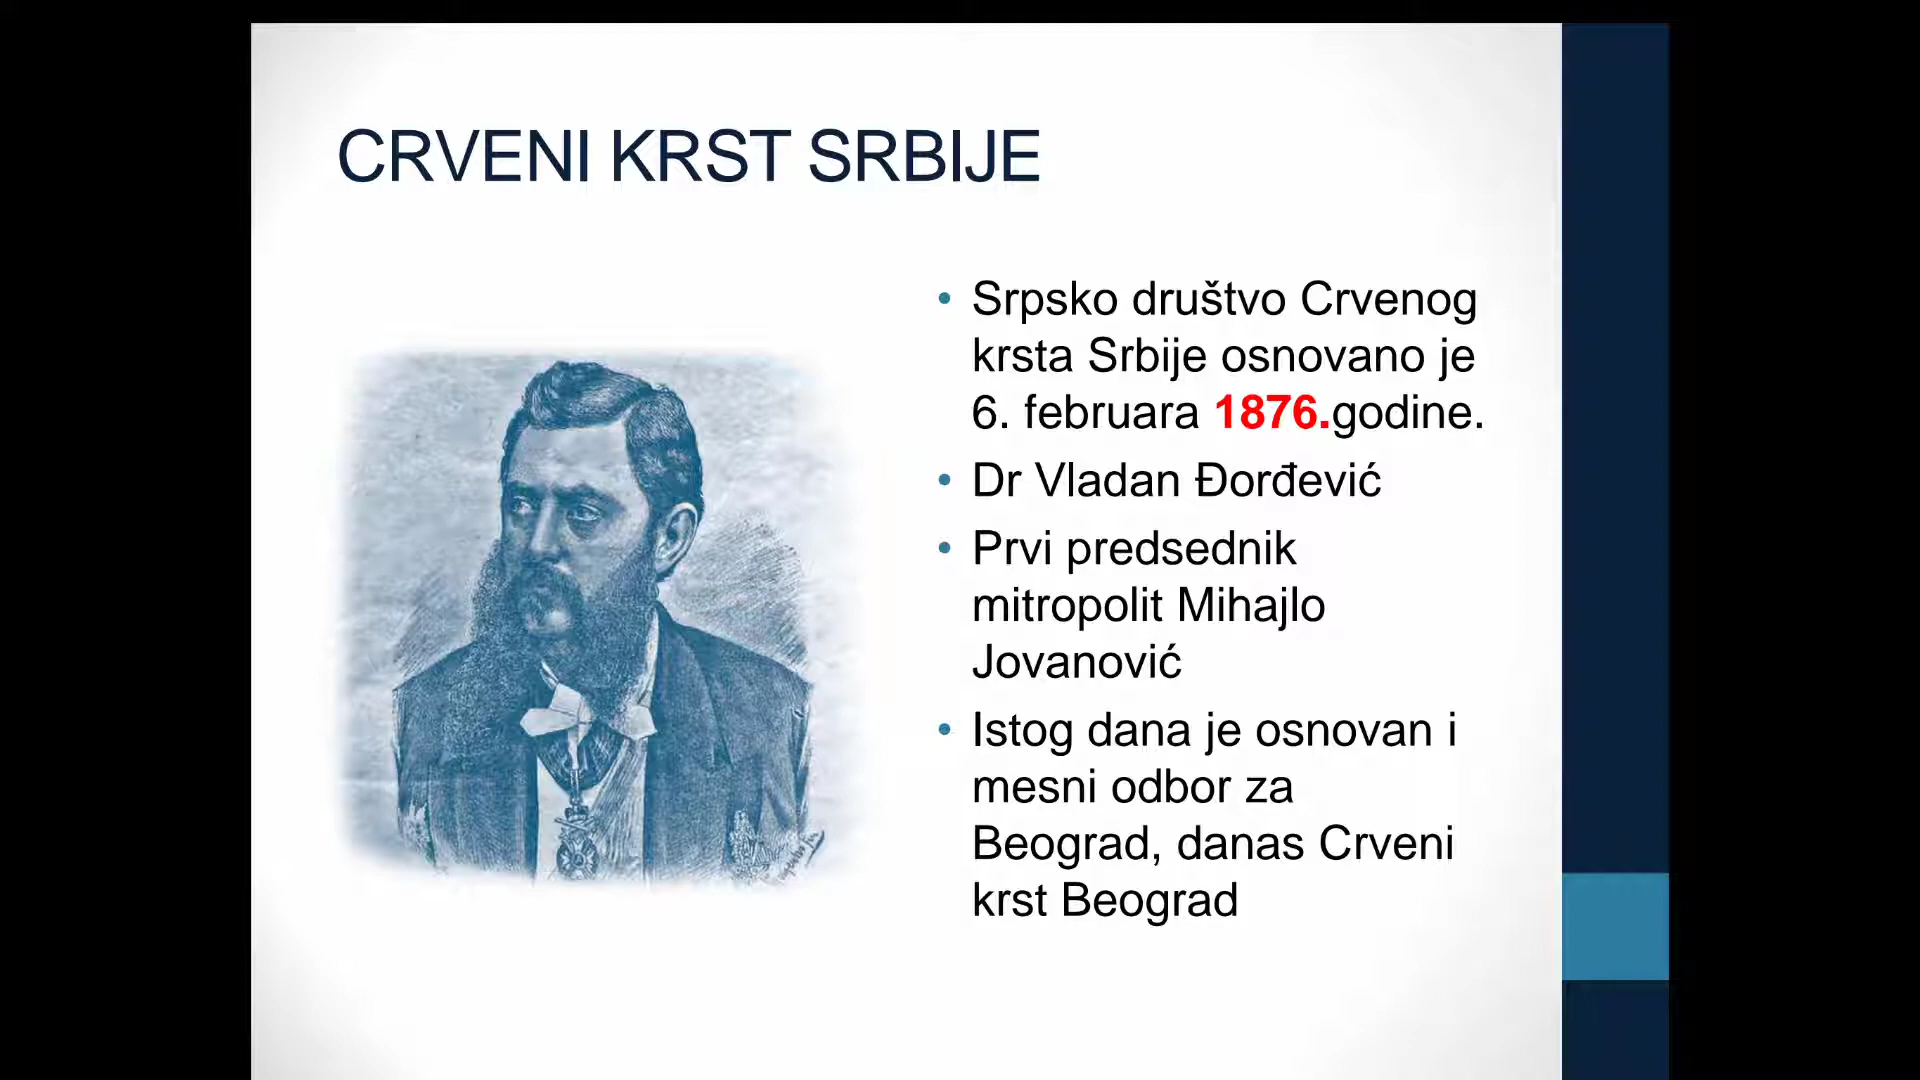 CRVENI KRST SRBIJE
• Srpsko društvo Crvenog
krsta Srbije osnovano je
6. februara 1876.godine.
• Dr Vladan Đorđević
• Prvi predsednik
mitropolit Mihajlo
Jovanović
• Istog dana je osnovan i
mesni odbor za
Beograd, danas Crveni
krst Beograd